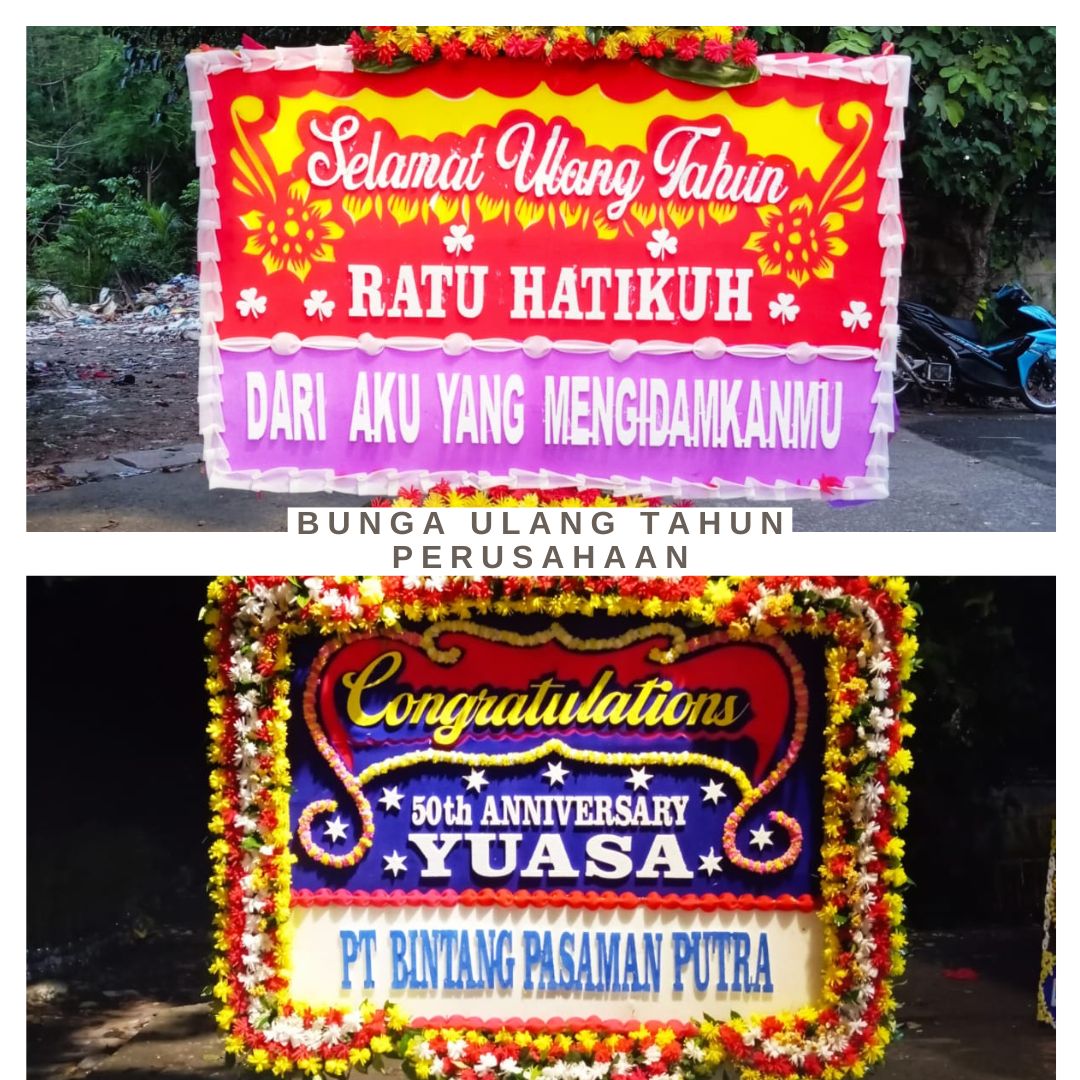 Selamat Ulang Tahun
RATU HATIKUH
DARI AKU YANG MENGIDAMKANMU
BUNGA ULANG TAHUN
PERUSAHAAN
Congratulations
50th ANNIVERSARY
YUASA
PT BINTANG PASAMAN PUTRA